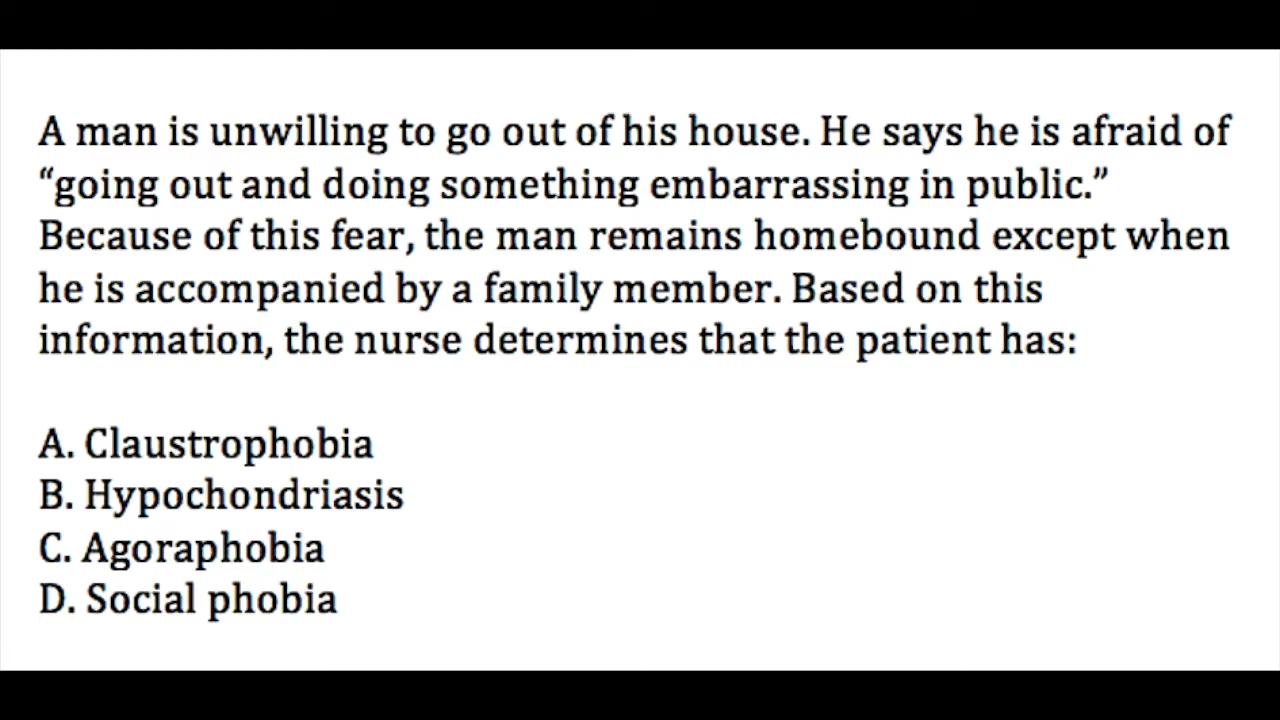 A man is unwilling to go out of his house. He says he is afraid of
“going out and doing something embarrassing in public.”
Because of this fear, the man remains homebound except when
he is accompanied by a family member. Based on this
information, the nurse determines that the patient has:
A. Claustrophobia
B. Hypochondriasis
C. Agoraphobia
D. Social phobia